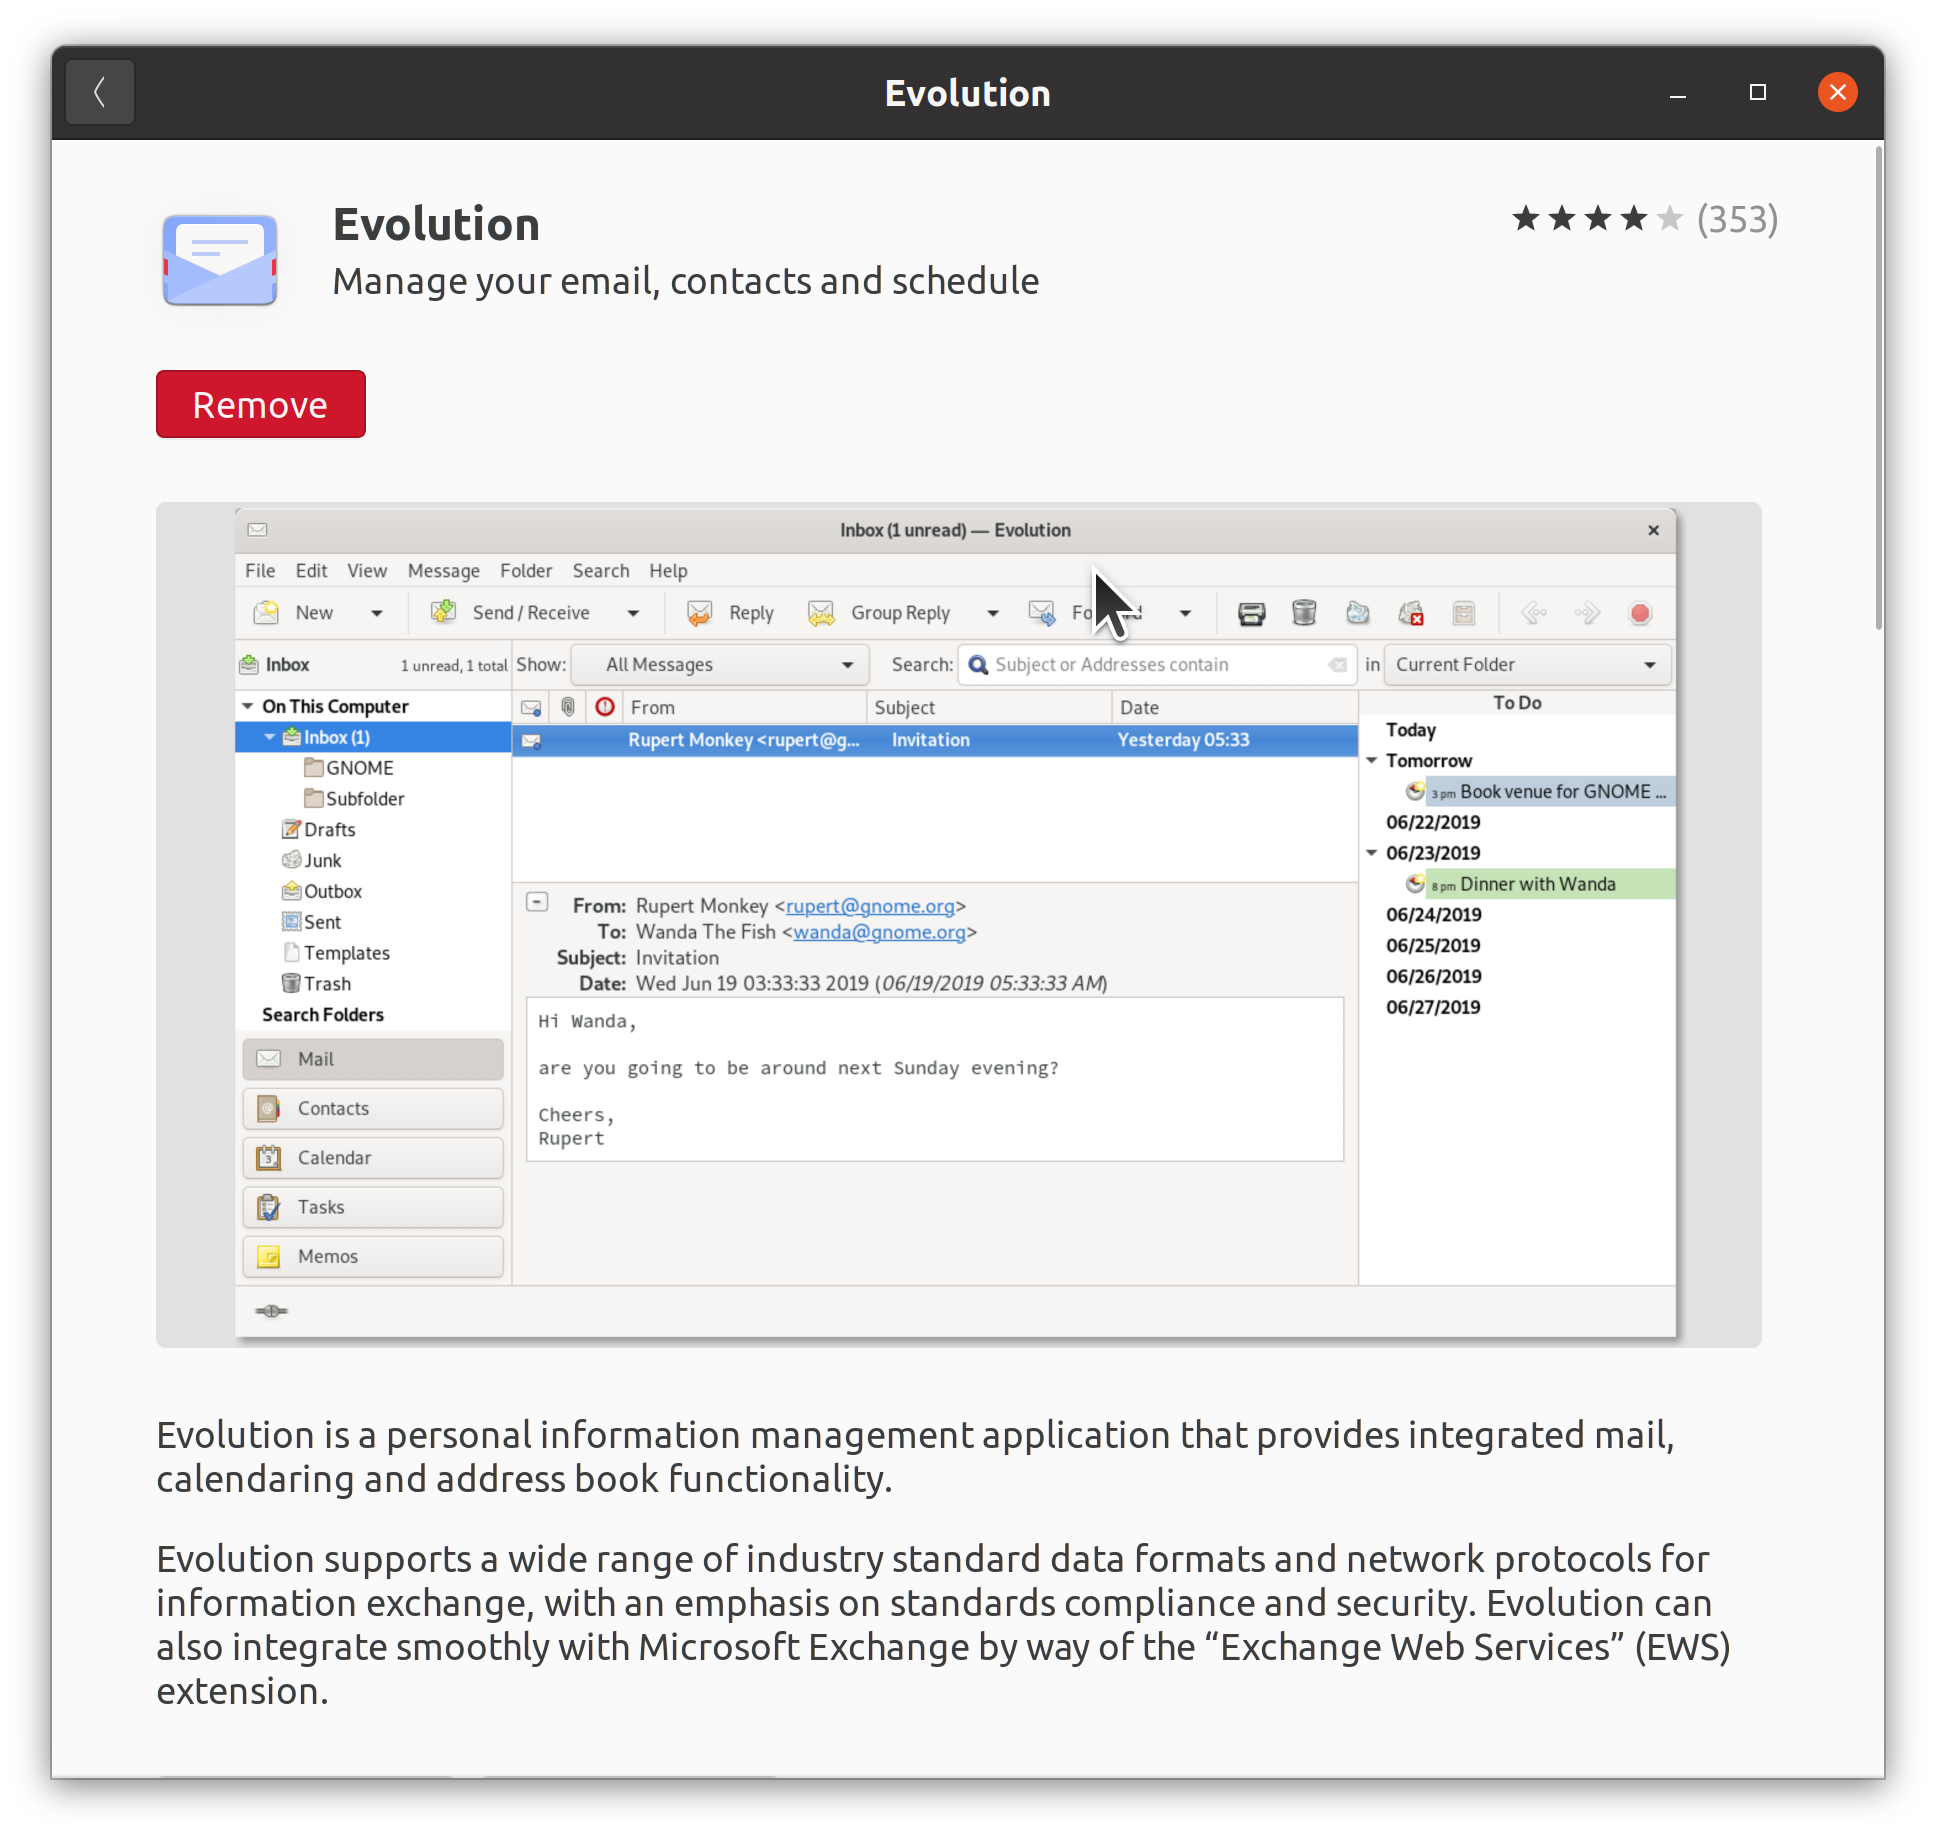 Evolution
Evolution
(353)
Manage your email, contacts and schedule
Remove
Inbox (1 unread) — Evolution
File Edit View Message Folder Search Help
New Send / Receive Reply Group Reply
Inbox 1 unread, 1 total Show: All Messages Search: Subject or Addresses contain in Current Folder
On This Computer
Inbox (1)
GNOME
Subfolder
Drafts
Junk
Outbox
Sent
Templates
Trash
Search Folders
Mail
Contacts
Calendar
Tasks
Memos
From Subject Date
Rupert Monkey <rupert@g... Invitation Yesterday 05:33
From: Rupert Monkey <rupert@gnome.org>
To: Wanda The Fish <wanda@gnome.org>
Subject: Invitation
Date: Wed Jun 19 03:33:33 2019 (06/19/2019 05:33:33 AM)
Hi Wanda,
are you going to be around next Sunday evening?
Cheers,
Rupert
To Do
Today
Tomorrow
3 pm Book venue for GNOME ...
06/22/2019
06/23/2019
8 pm Dinner with Wanda
06/24/2019
06/25/2019
06/26/2019
06/27/2019
Evolution is a personal information management application that provides integrated mail,
calendaring and address book functionality.
Evolution supports a wide range of industry standard data formats and network protocols for
information exchange, with an emphasis on standards compliance and security. Evolution can
also integrate smoothly with Microsoft Exchange by way of the “Exchange Web Services” (EWS)
extension.